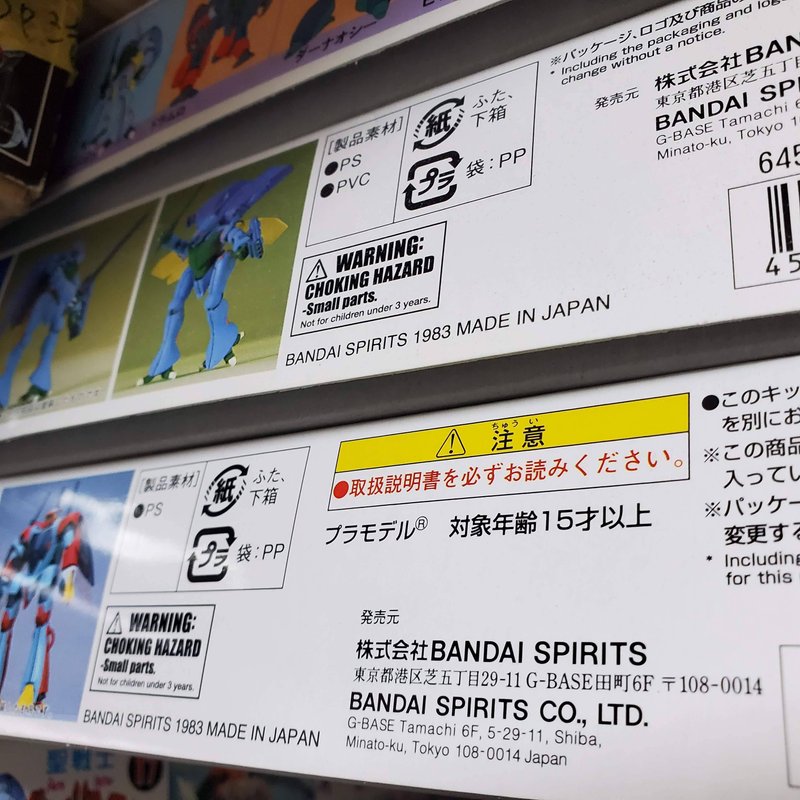 ダーナオシー
ドラムロ
※パッケージ、ロゴ及び商品の
* Including the packaging and logo
change without a notice.
[製品素材]
●PS
●PVC
紙
ふた、
下箱
プラ
袋:PP
発売元
株式会社BAN
東京都港区芝五丁目
BANDAI SPI
G-BASE Tamachi 6
Minato-ku, Tokyo 1
645
45
WARNING:
CHOKING HAZARD
-Small parts.
Not for children under 3 years.
BANDAI SPIRITS 1983 MADE IN JAPAN
[製品素材]
●PS
紙
ふた、
下箱
プラ
袋:PP
ちゅう い
注意
●取扱説明書を必ずお読みください。
プラモデル® 対象年齢15才以上
●このキッ
を別にお
※この商品
入ってい
※パッケー
変更する
* Including
for this
WARNING:
CHOKING HAZARD
-Small parts.
Not for children under 3 years.
BANDAI SPIRITS 1983 MADE IN JAPAN
発売元
株式会社BANDAI SPIRITS
東京都港区芝五丁目29-11 G-BASE田町6F 〒108-0014
BANDAI SPIRITS CO., LTD.
G-BASE Tamachi 6F, 5-29-11, Shiba,
Minato-ku, Tokyo 108-0014 Japan
聖戦士